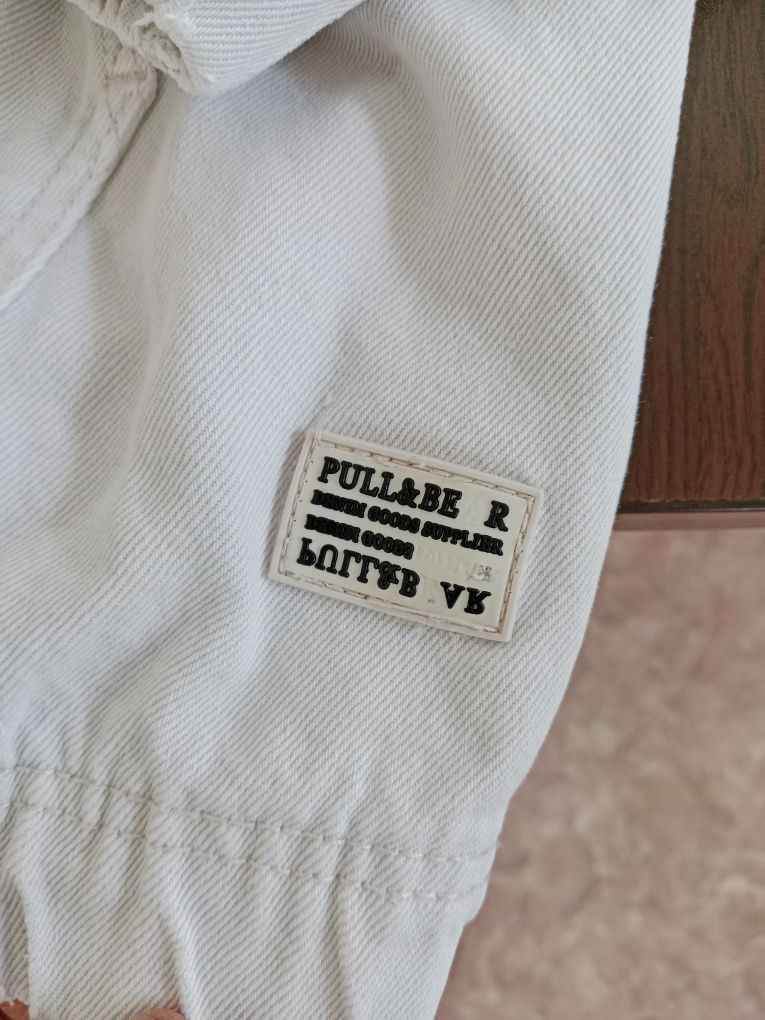 PULL&BE R
DENIM GOODS SUPPLIER
DENIM GOODS
PULL&B AR